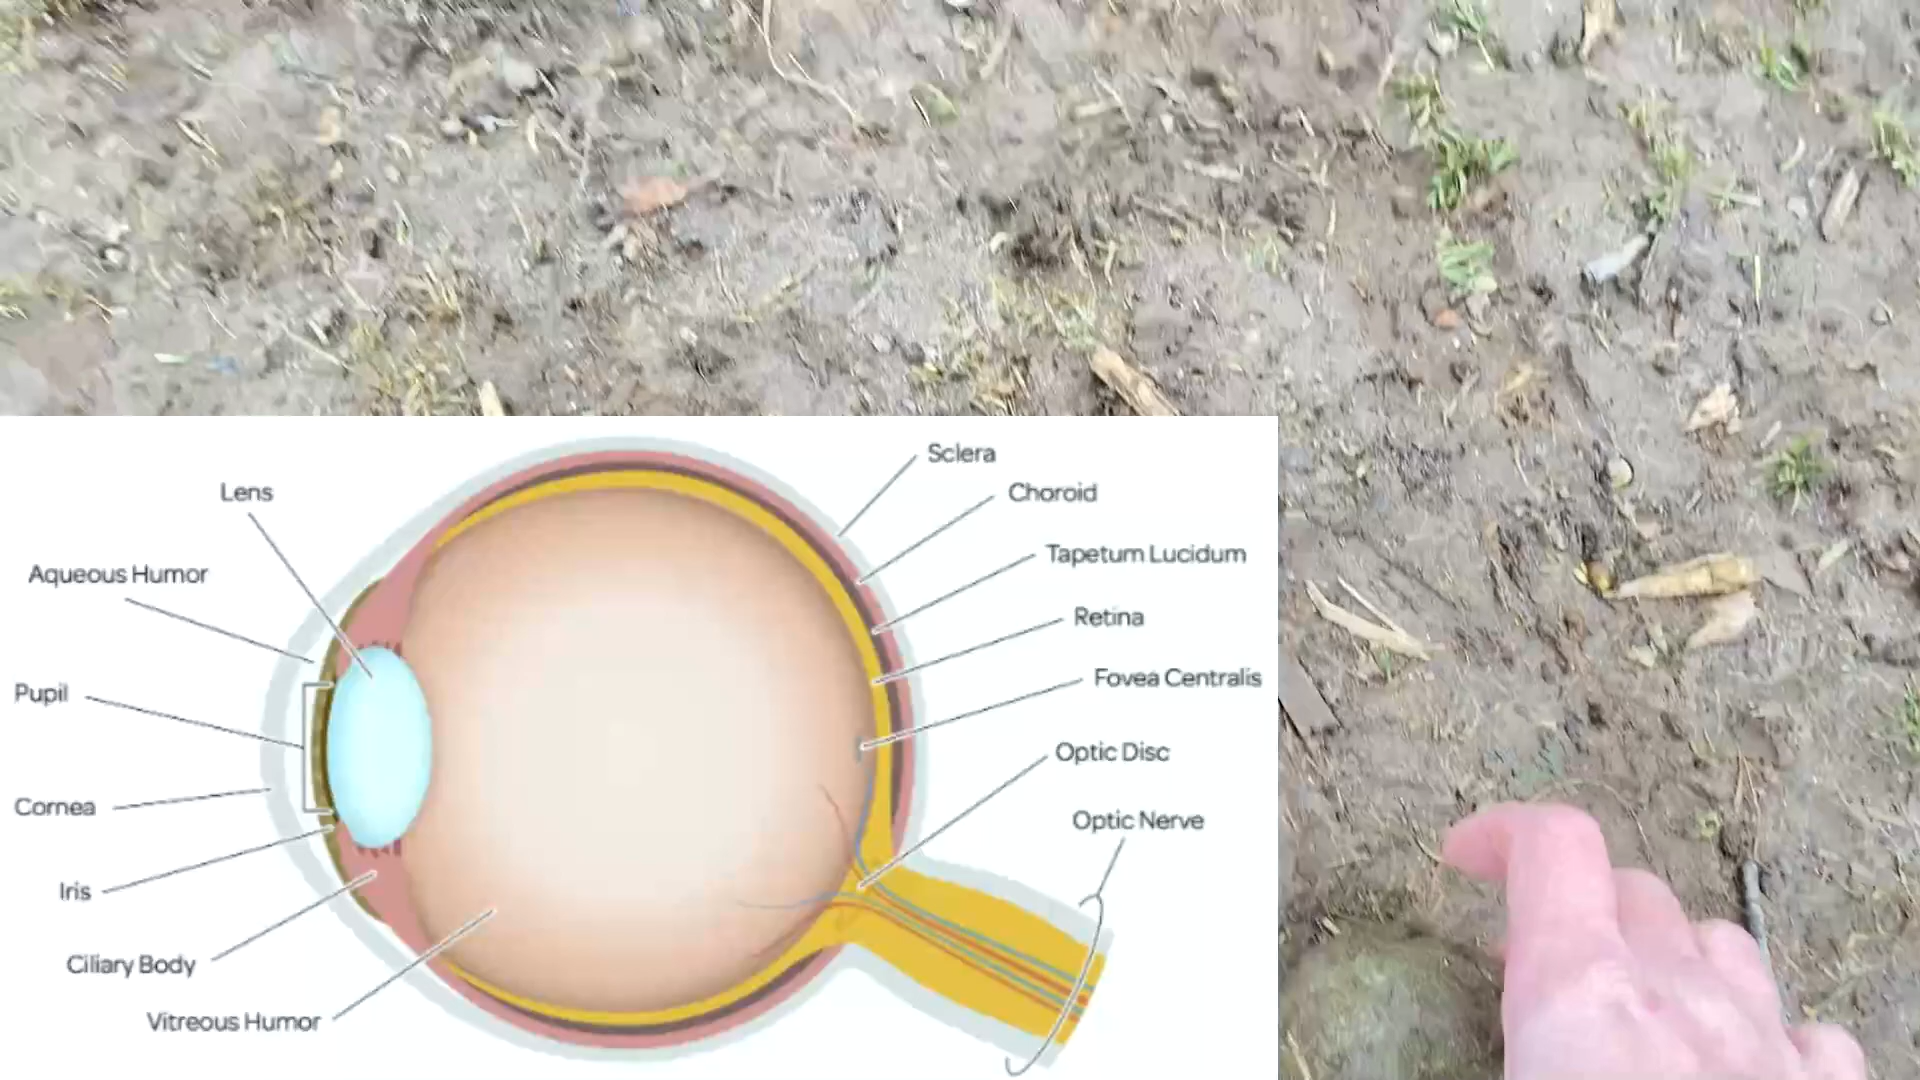 Sclera
Lens
Choroid
Tapetum Lucidum
Aqueous Humor
Retina
Fovea Centralis
Pupil
Optic Disc
Cornea
Optic Nerve
Iris
Ciliary Body
Vitreous Humor